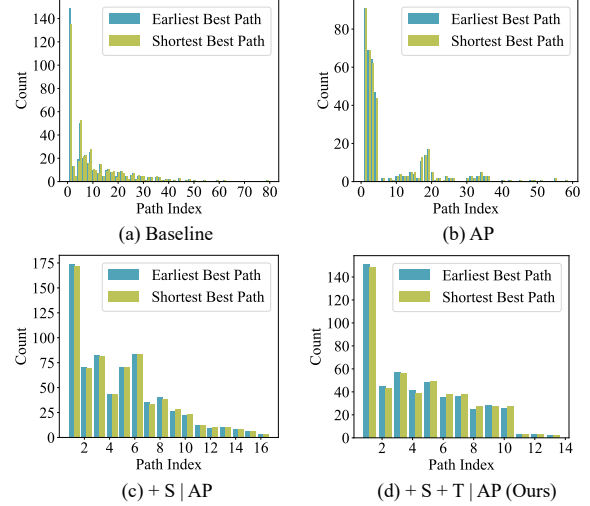 140
120
100
80
60
40
20
0
Count
Earliest Best Path
Shortest Best Path
0 10 20 30 40 50 60 70 80
Path Index
(a) Baseline
80
60
40
20
0
Count
Earliest Best Path
Shortest Best Path
0 10 20 30 40 50 60
Path Index
(b) AP
175
150
125
100
75
50
25
0
Count
Earliest Best Path
Shortest Best Path
2 4 6 8 10 12 14 16
Path Index
(c) + S | AP
140
120
100
80
60
40
20
0
Count
Earliest Best Path
Shortest Best Path
2 4 6 8 10 12 14
Path Index
(d) + S + T | AP (Ours)